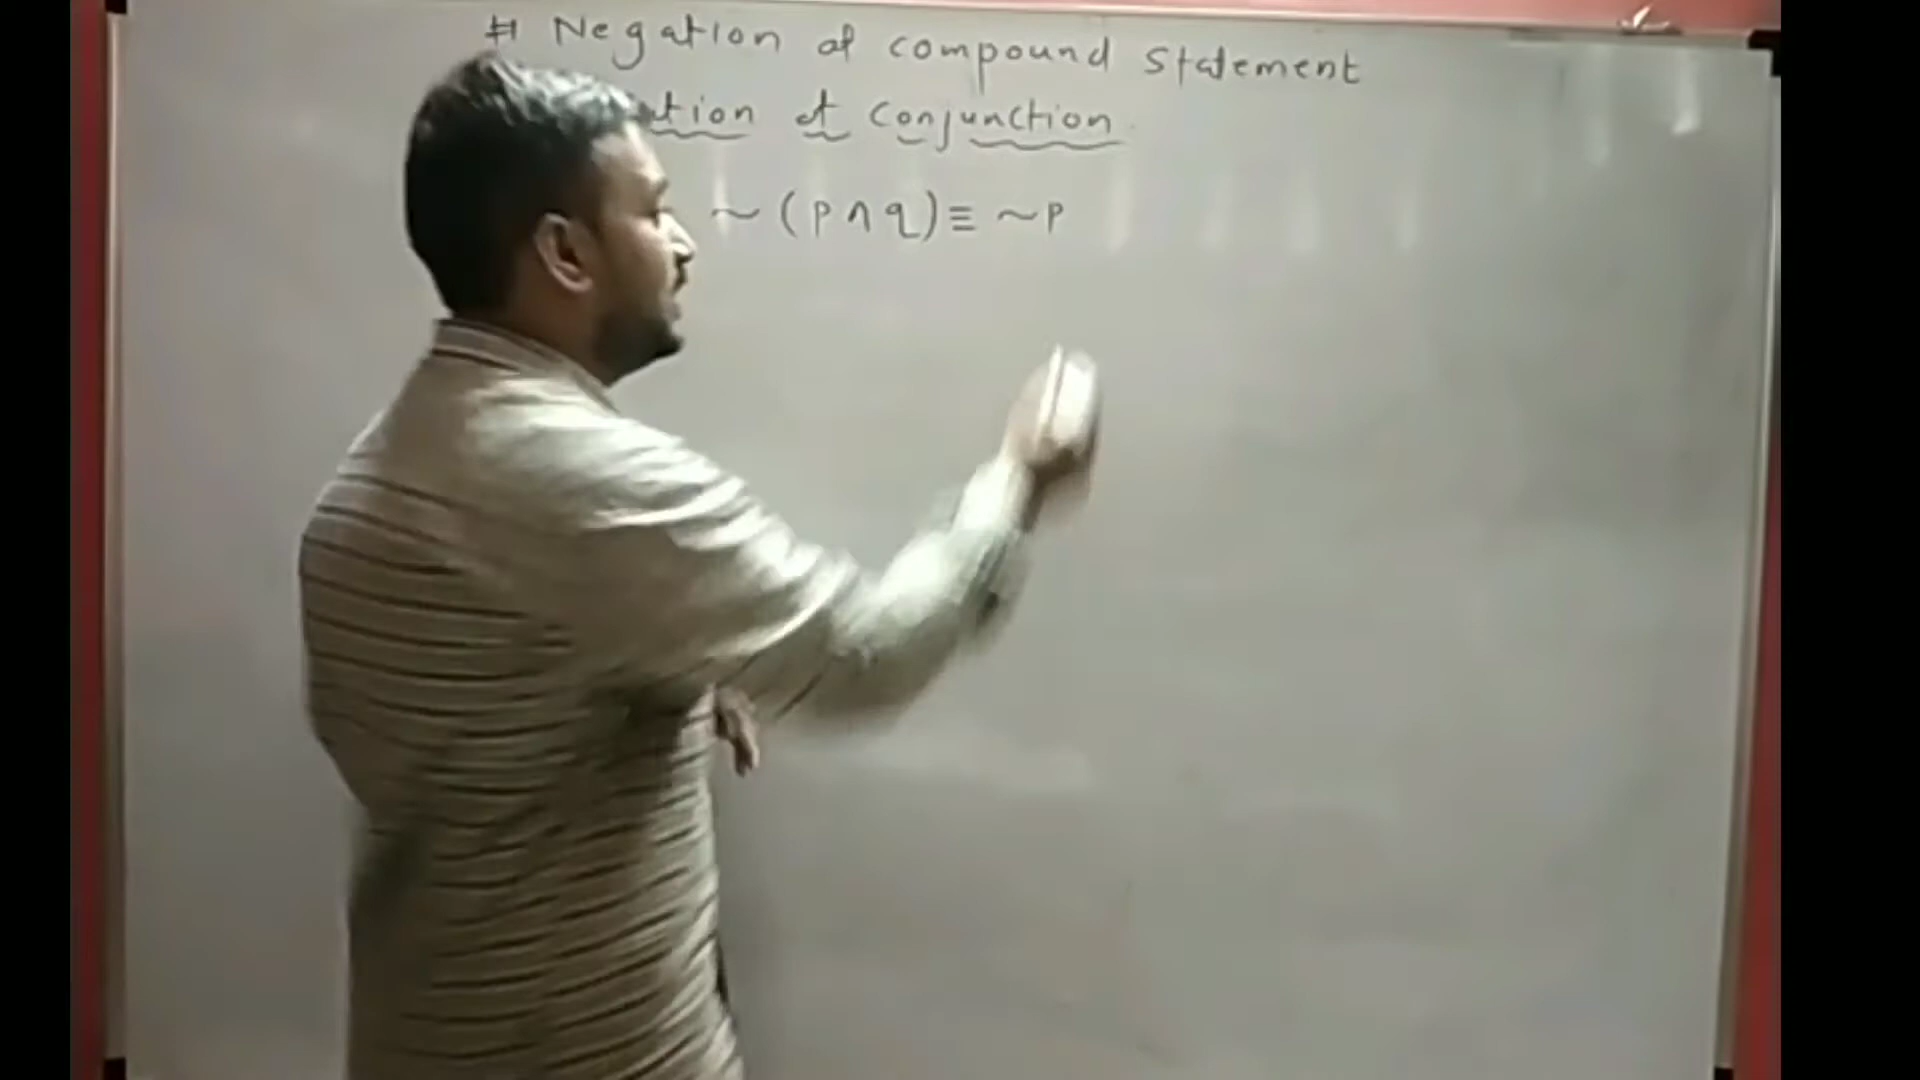 # Negation of compound statement
ation of conjunction
~ (p ∧ q) ≡ ~p